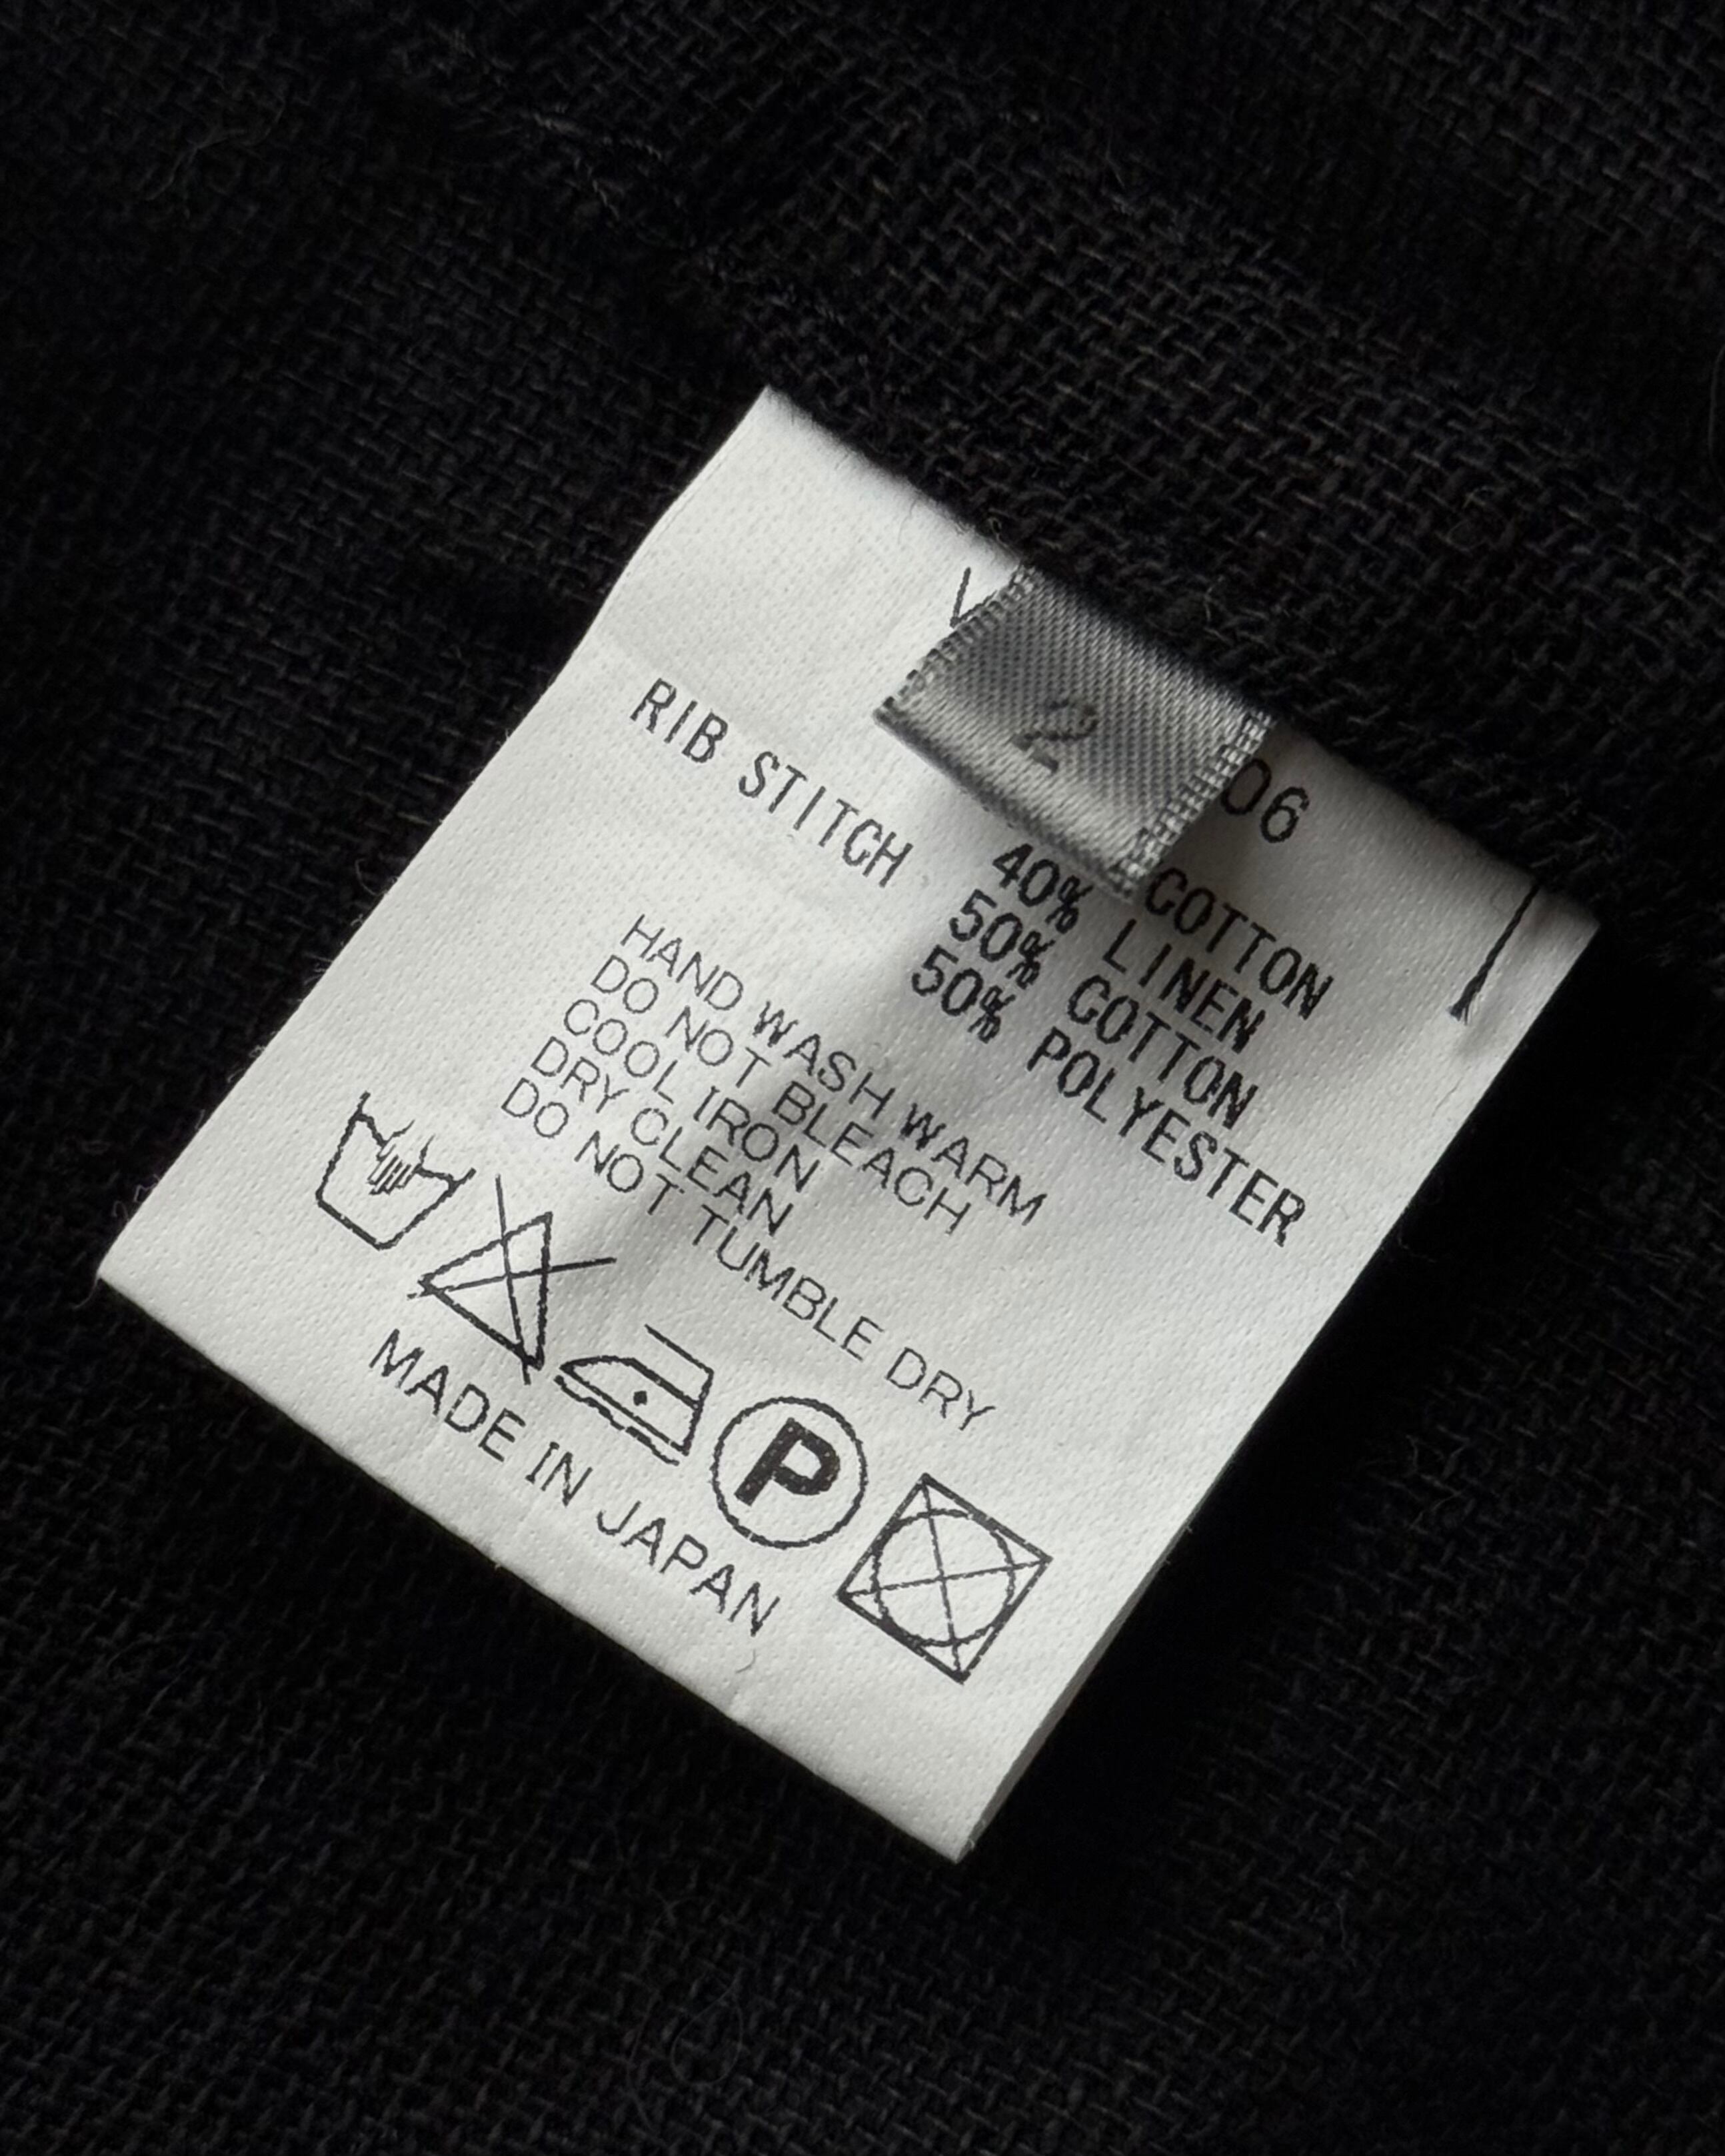 2
06
COTTON
40% LINEN
RIB STITCH 50% COTTON
50% POLYESTER
HAND WASH WARM
DO NOT BLEACH
COOL IRON
DRY CLEAN
DO NOT TUMBLE DRY
P
MADE IN JAPAN